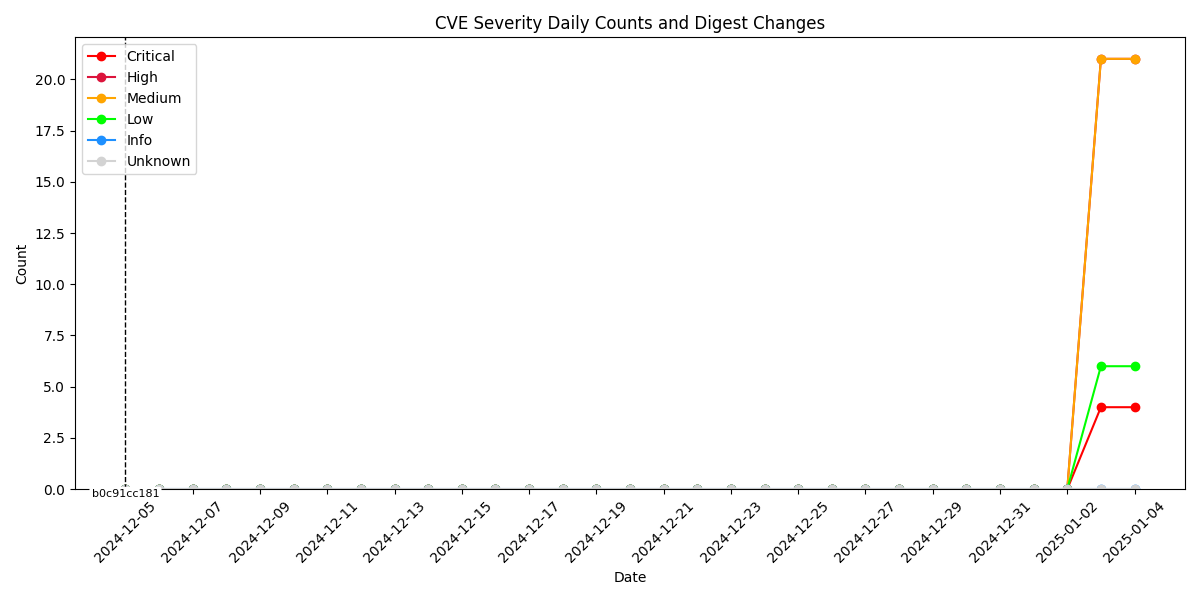 CVE Severity Daily Counts and Digest Changes
Critical
High
Medium
Low
Info
Unknown
Count
20.0
17.5
15.0
12.5
10.0
7.5
5.0
2.5
0.0
b0c91cc181
2024-12-05
2024-12-07
2024-12-09
2024-12-11
2024-12-13
2024-12-15
2024-12-17
2024-12-19
2024-12-21
2024-12-23
2024-12-25
2024-12-27
2024-12-29
2024-12-31
2025-01-02
2025-01-04
Date